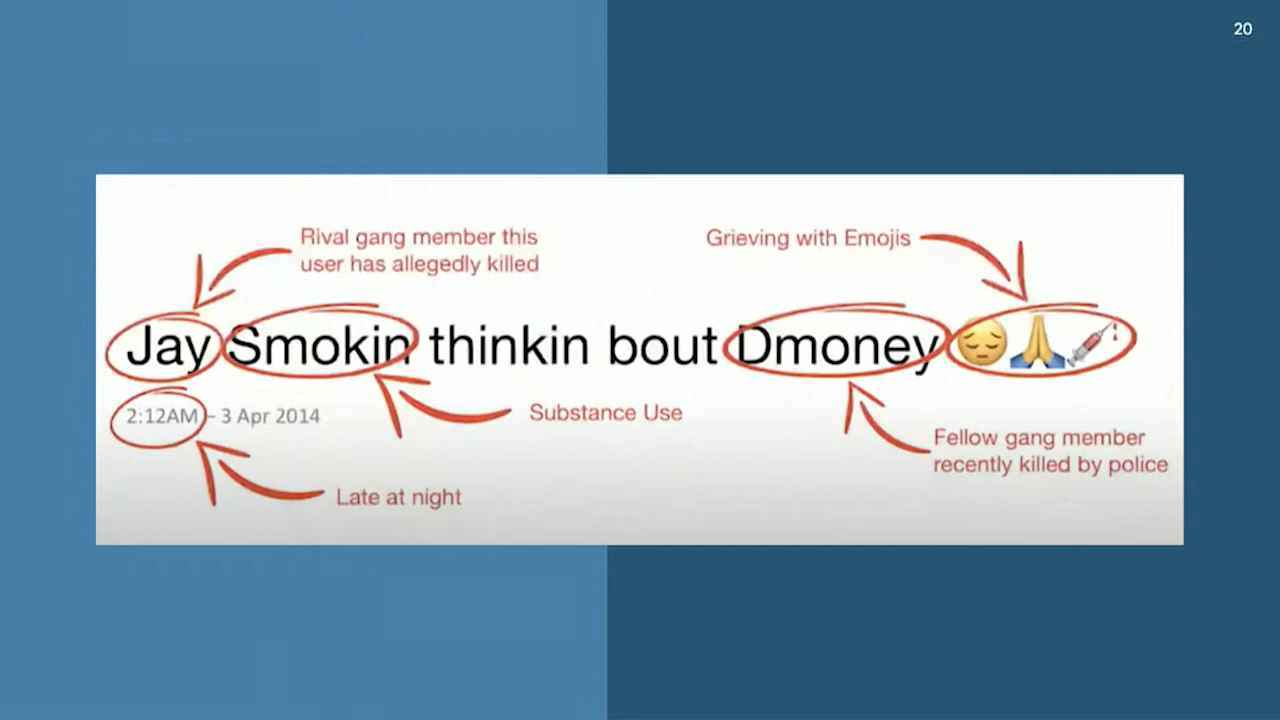 20
Rival gang member this
user has allegedly killed
Grieving with Emojis
Jay Smokin thinkin bout Dmoney 😔🙏💉
2:12AM – 3 Apr 2014
Substance Use
Fellow gang member
recently killed by police
Late at night